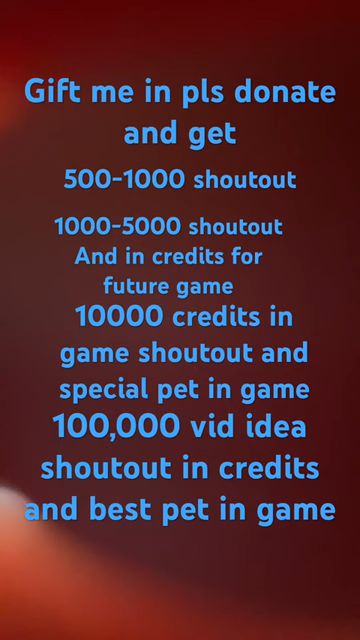 Gift me in pls donate
and get
500-1000 shoutout
1000-5000 shoutout
And in credits for
future game
10000 credits in
game shoutout and
special pet in game
100,000 vid idea
shoutout in credits
and best pet in game